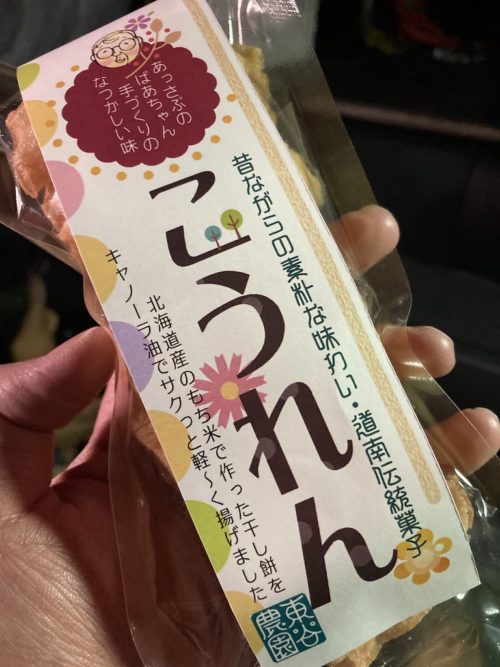 あっさぶの
ばあちゃん
手づくりの
なつかしい味
昔ながらの素朴な味わい・道南伝統菓子
こうれん
北海道産のもち米で作った干し餅を
キャノーラ油でサクっと軽～く揚げました
東谷
農園